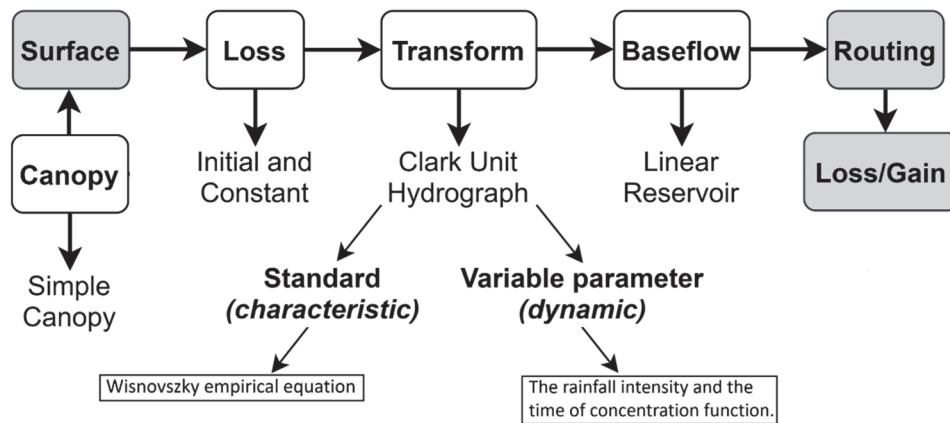 Surface
Loss
Transform
Baseflow
Routing
Canopy
Initial and
Constant
Clark Unit
Hydrograph
Linear
Reservoir
Loss/Gain
Simple
Canopy
Standard
(characteristic)
Variable parameter
(dynamic)
Wisnovszky empirical equation
The rainfall intensity and the
time of concentration function.